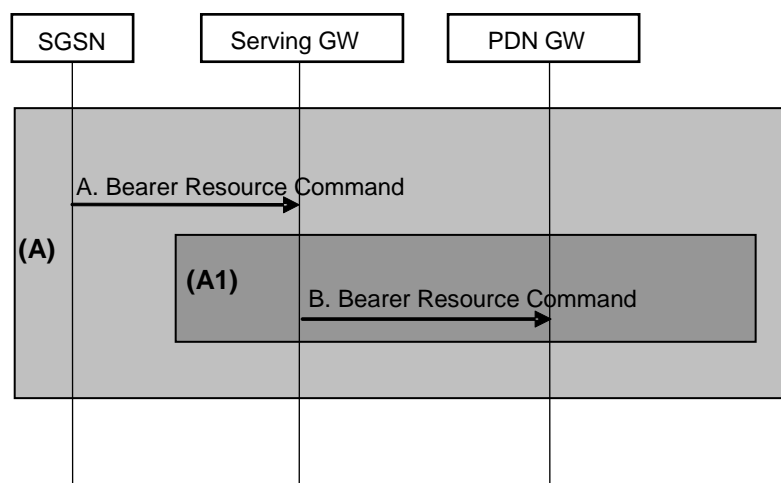 SGSN
Serving GW
PDN GW
A. Bearer Resource Command
(A)
(A1)
B. Bearer Resource Command